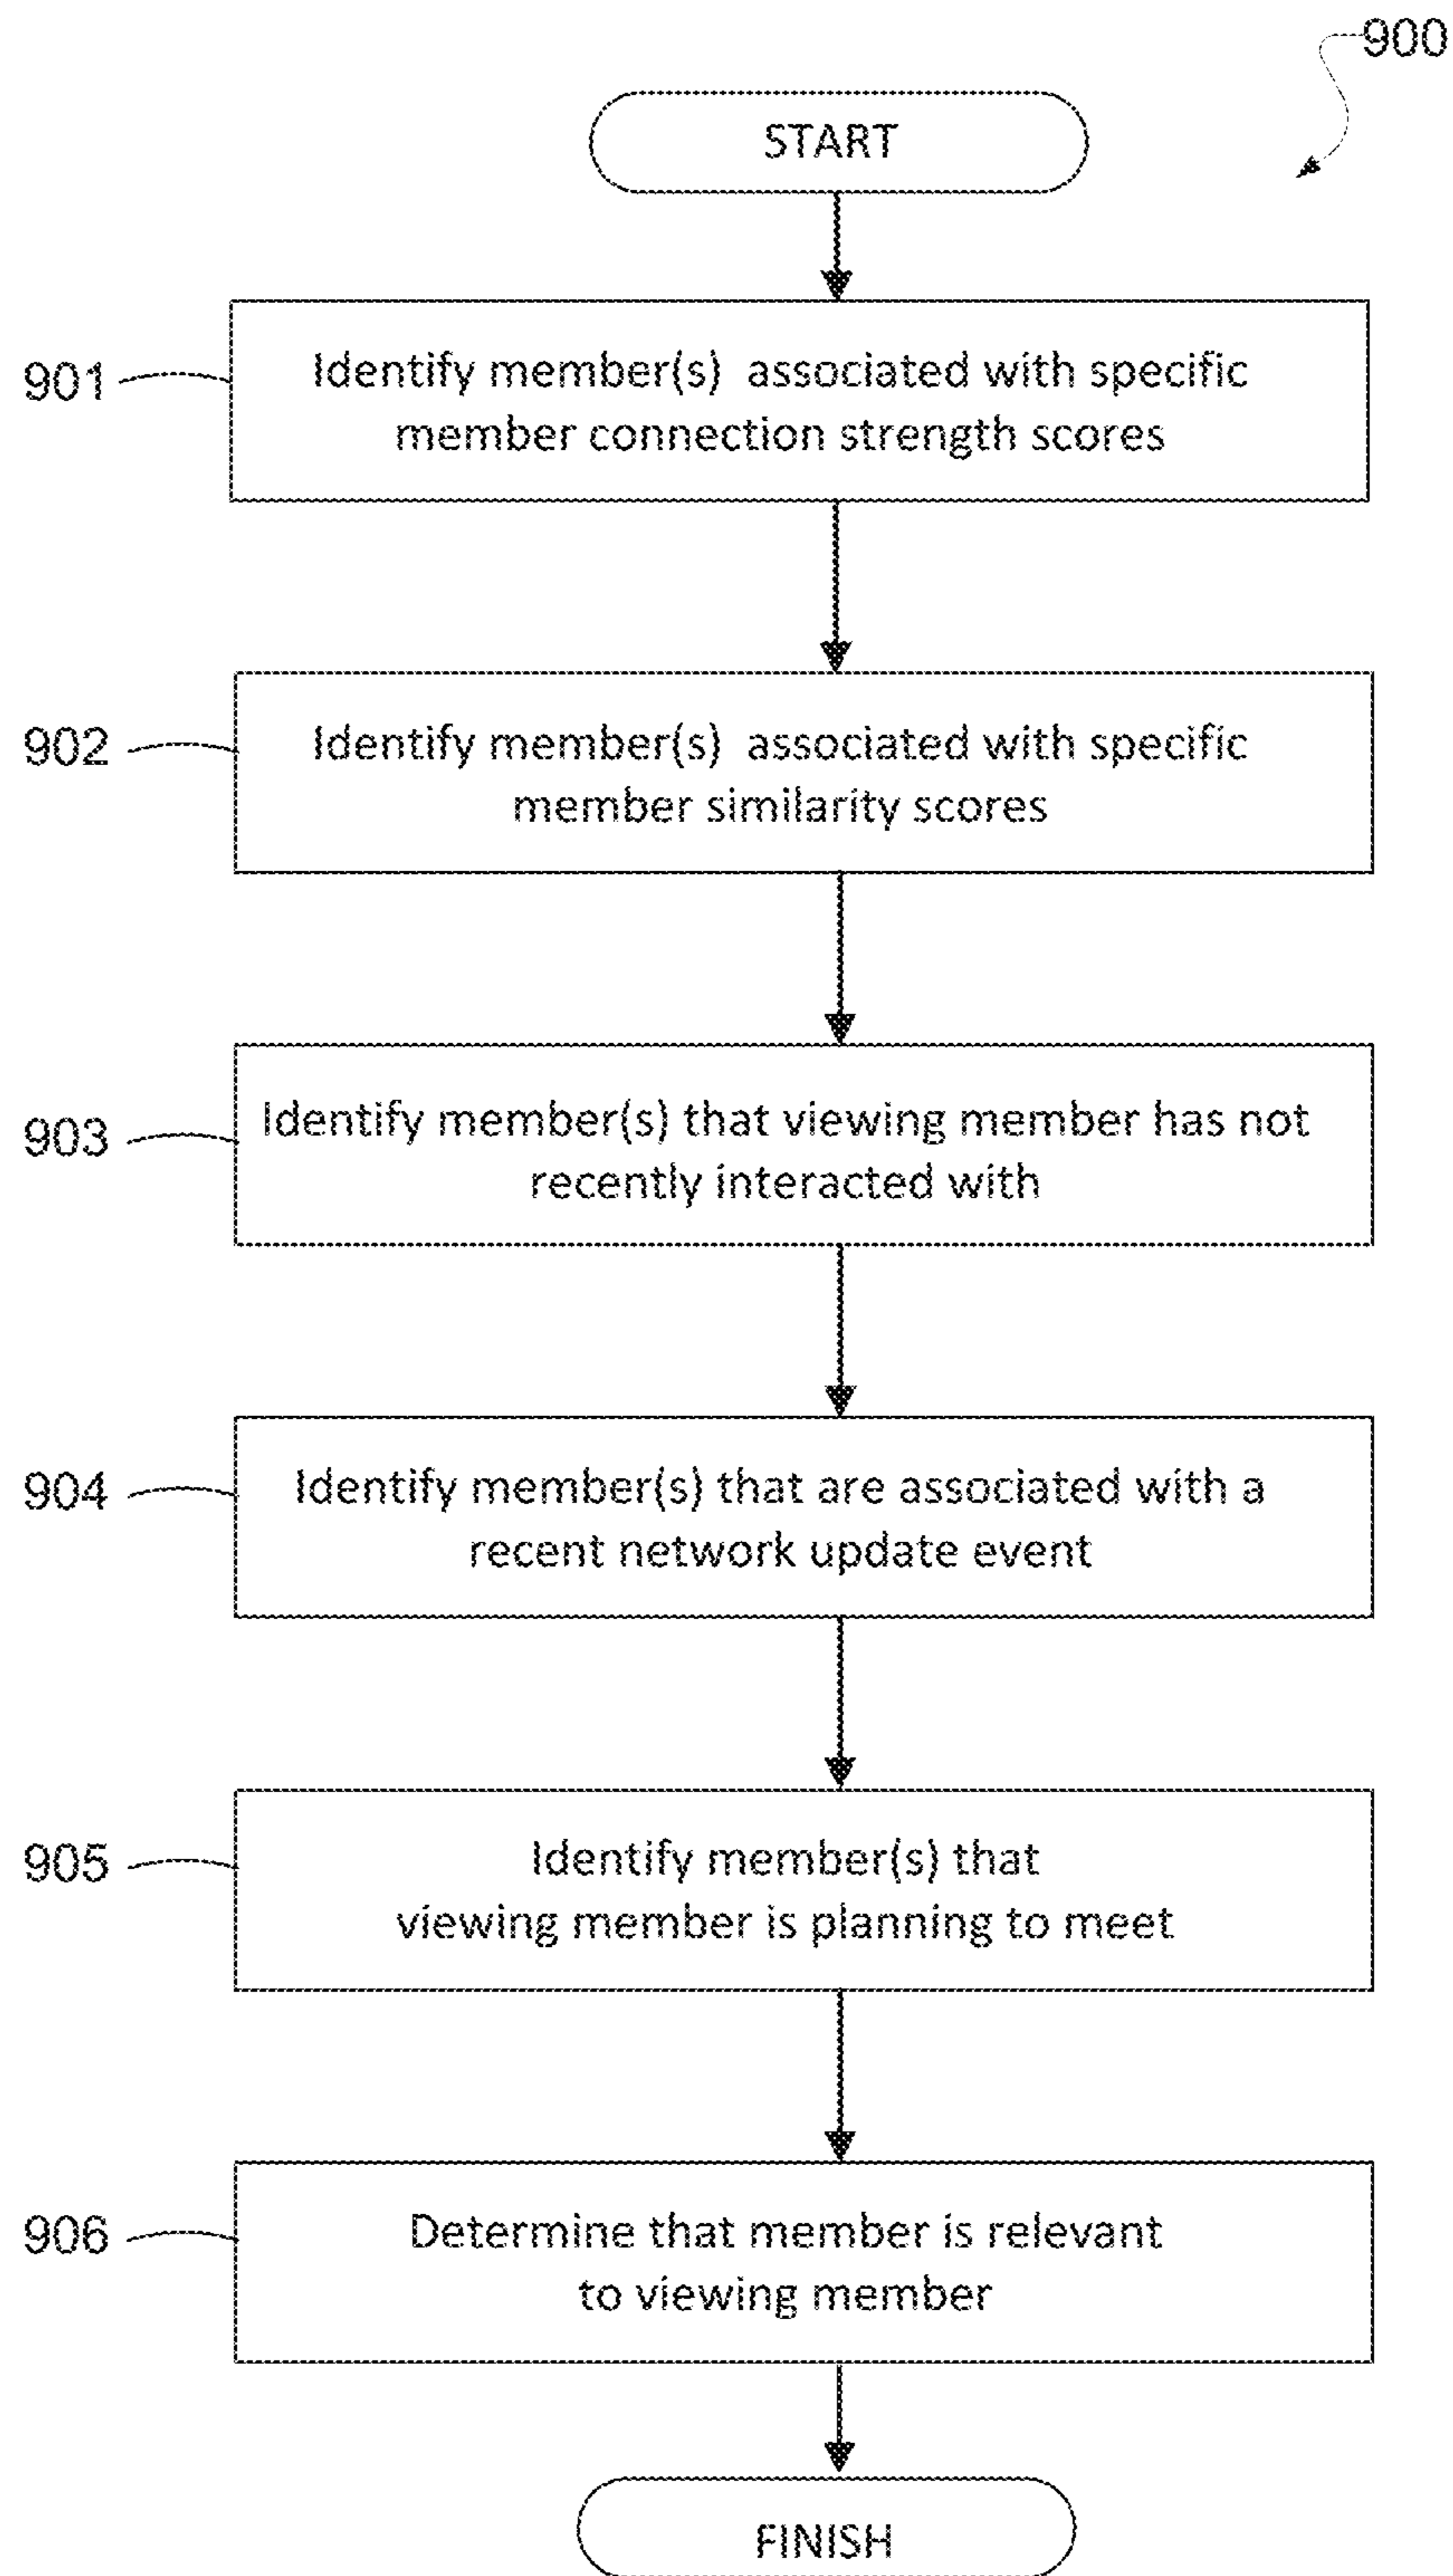 900
START
901
Identify member(s) associated with specific
member connection strength scores
902
Identify member(s) associated with specific
member similarity scores
903
Identify member(s) that viewing member has not
recently interacted with
904
Identify member(s) that are associated with a
recent network update event
905
Identify member(s) that
viewing member is planning to meet
906
Determine that member is relevant
to viewing member
FINISH